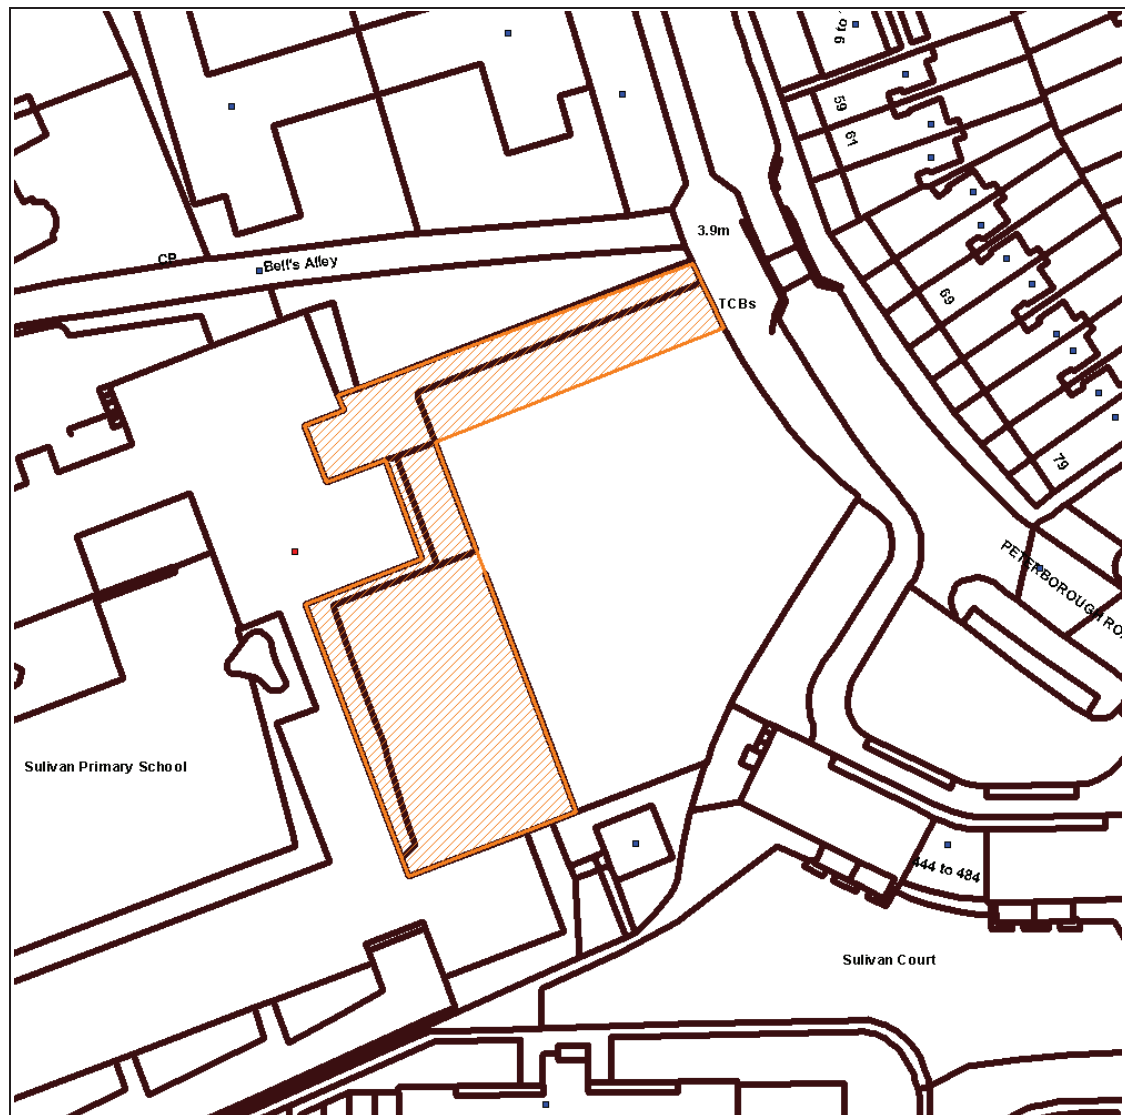 9 to
59
61
3.9m
CR
Bell's Alley
TCBs
69
79
PETERBOROUGH RO
Sulivan Primary School
444 to 484
Sulivan Court